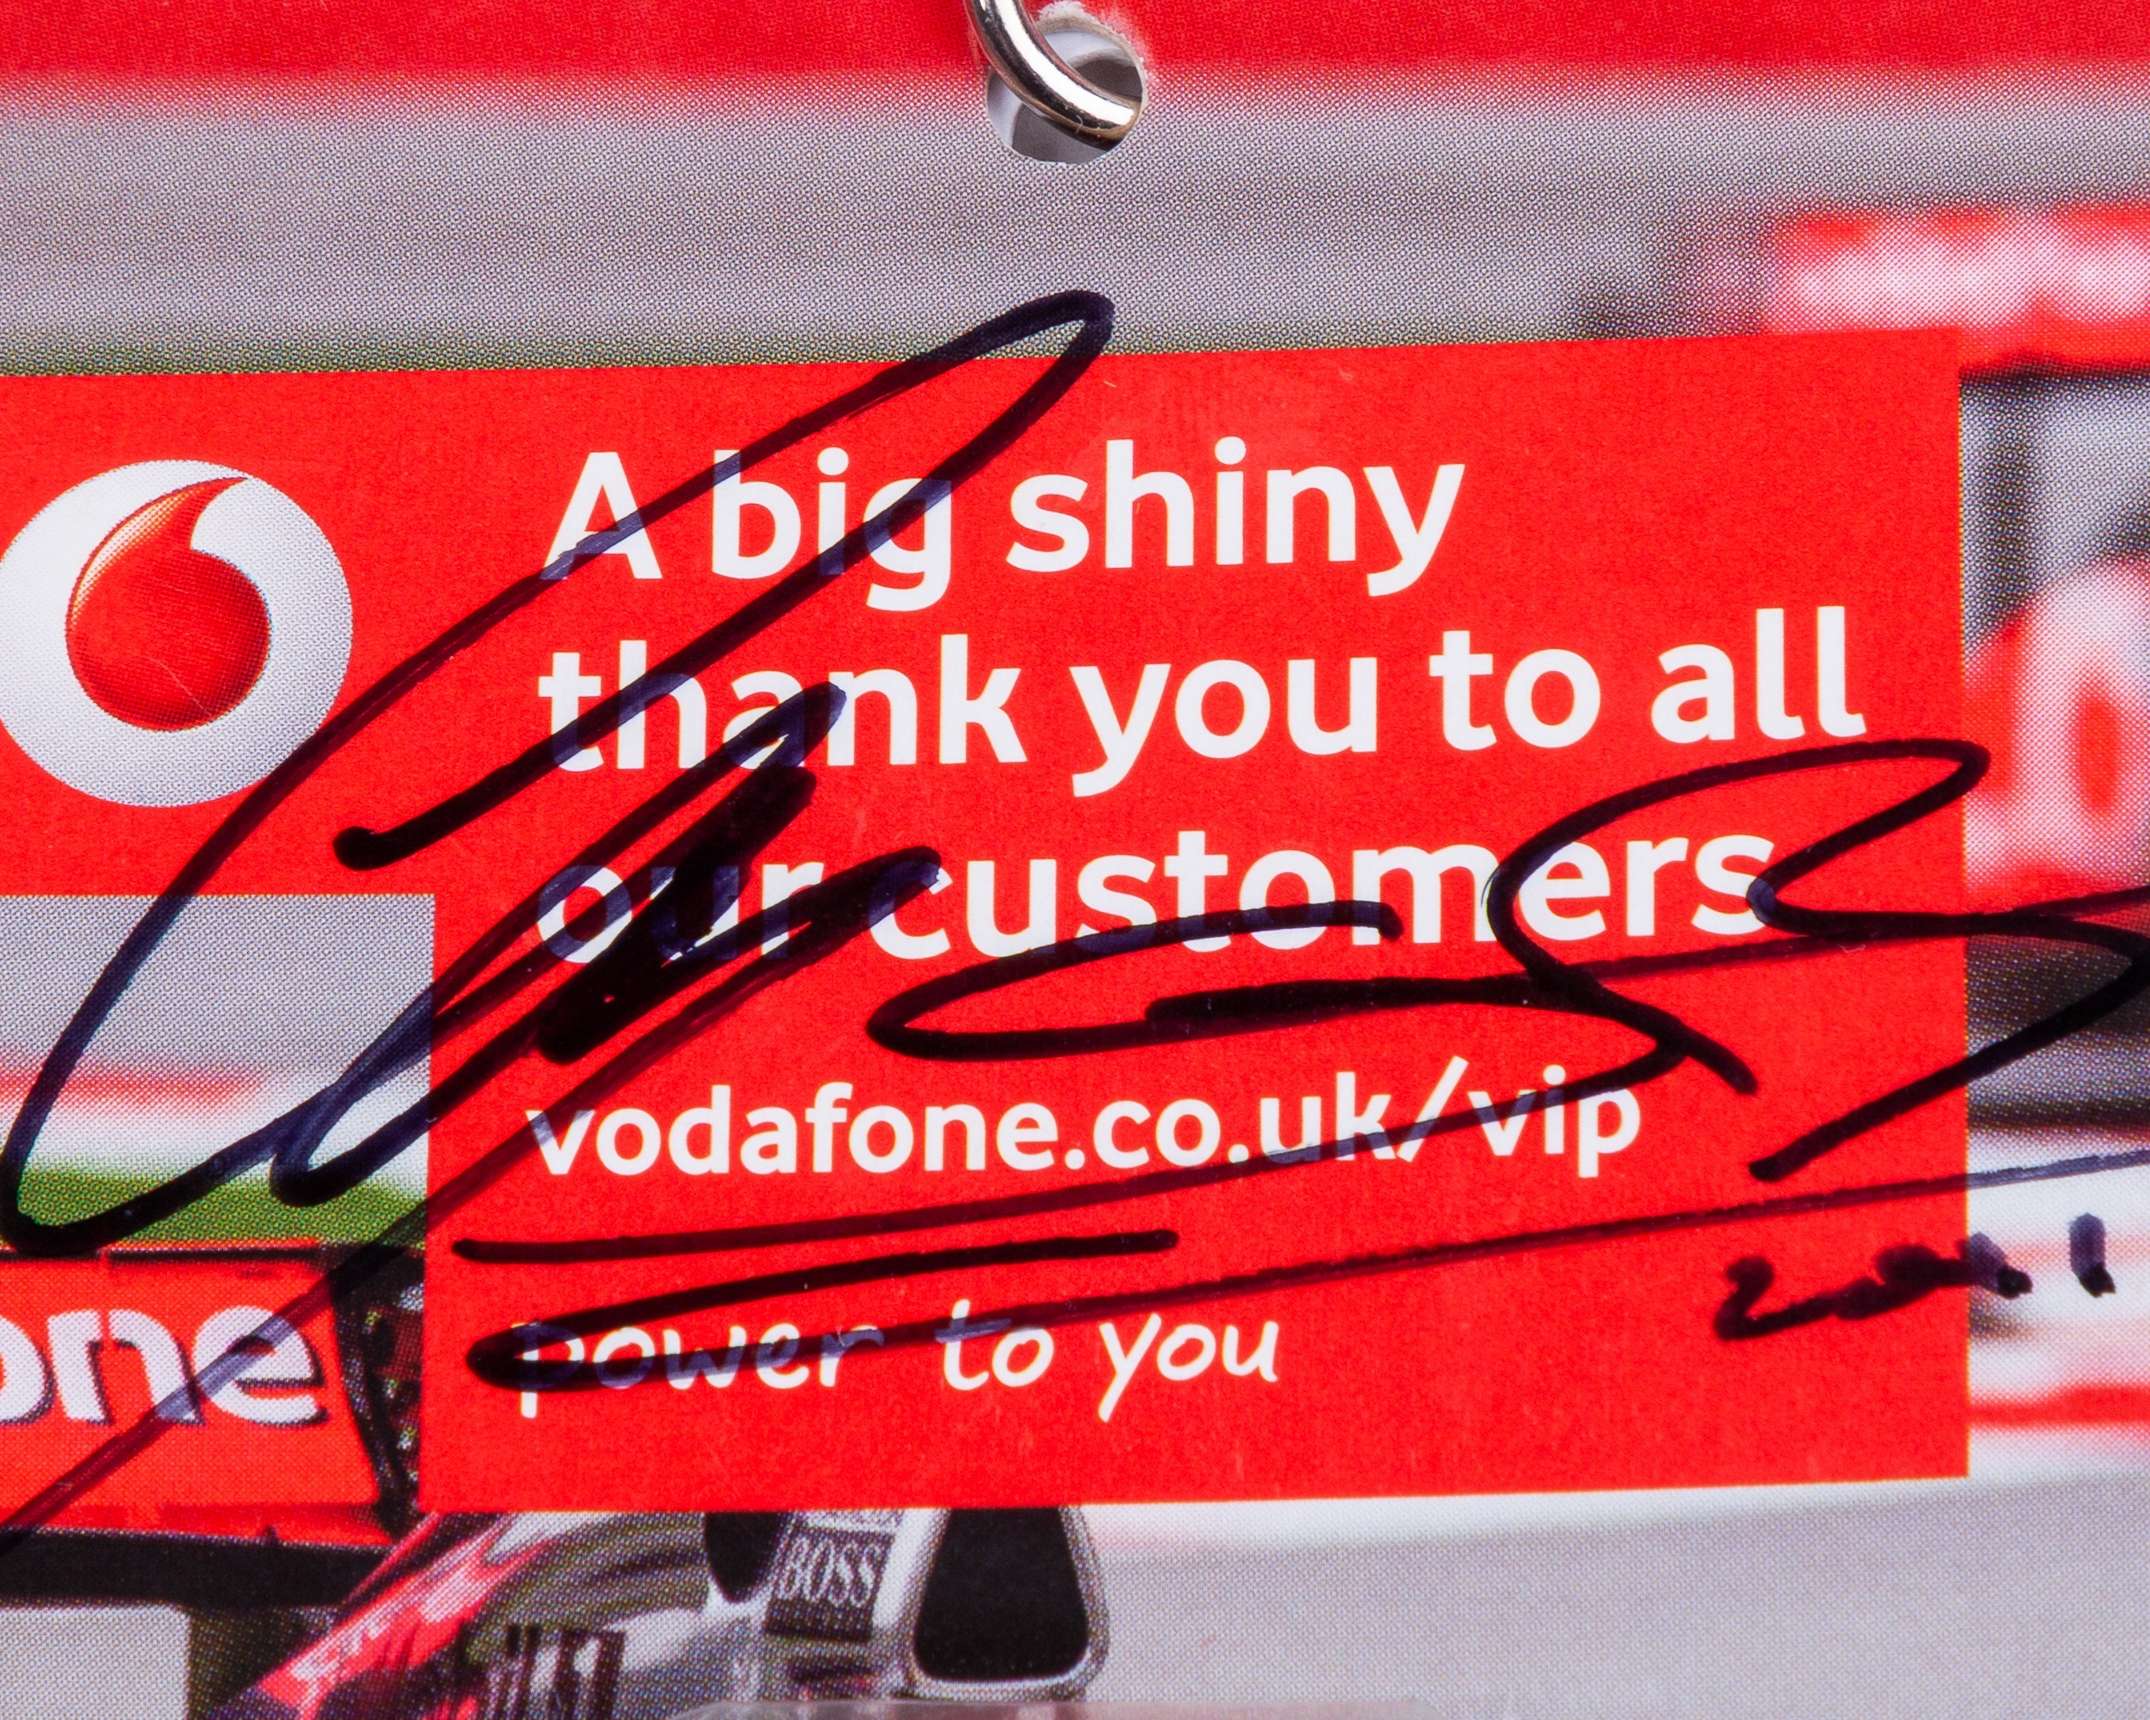 A big shiny
thank you to all
our customers
vodafone.co.uk/vip
power to you
one
BOSS